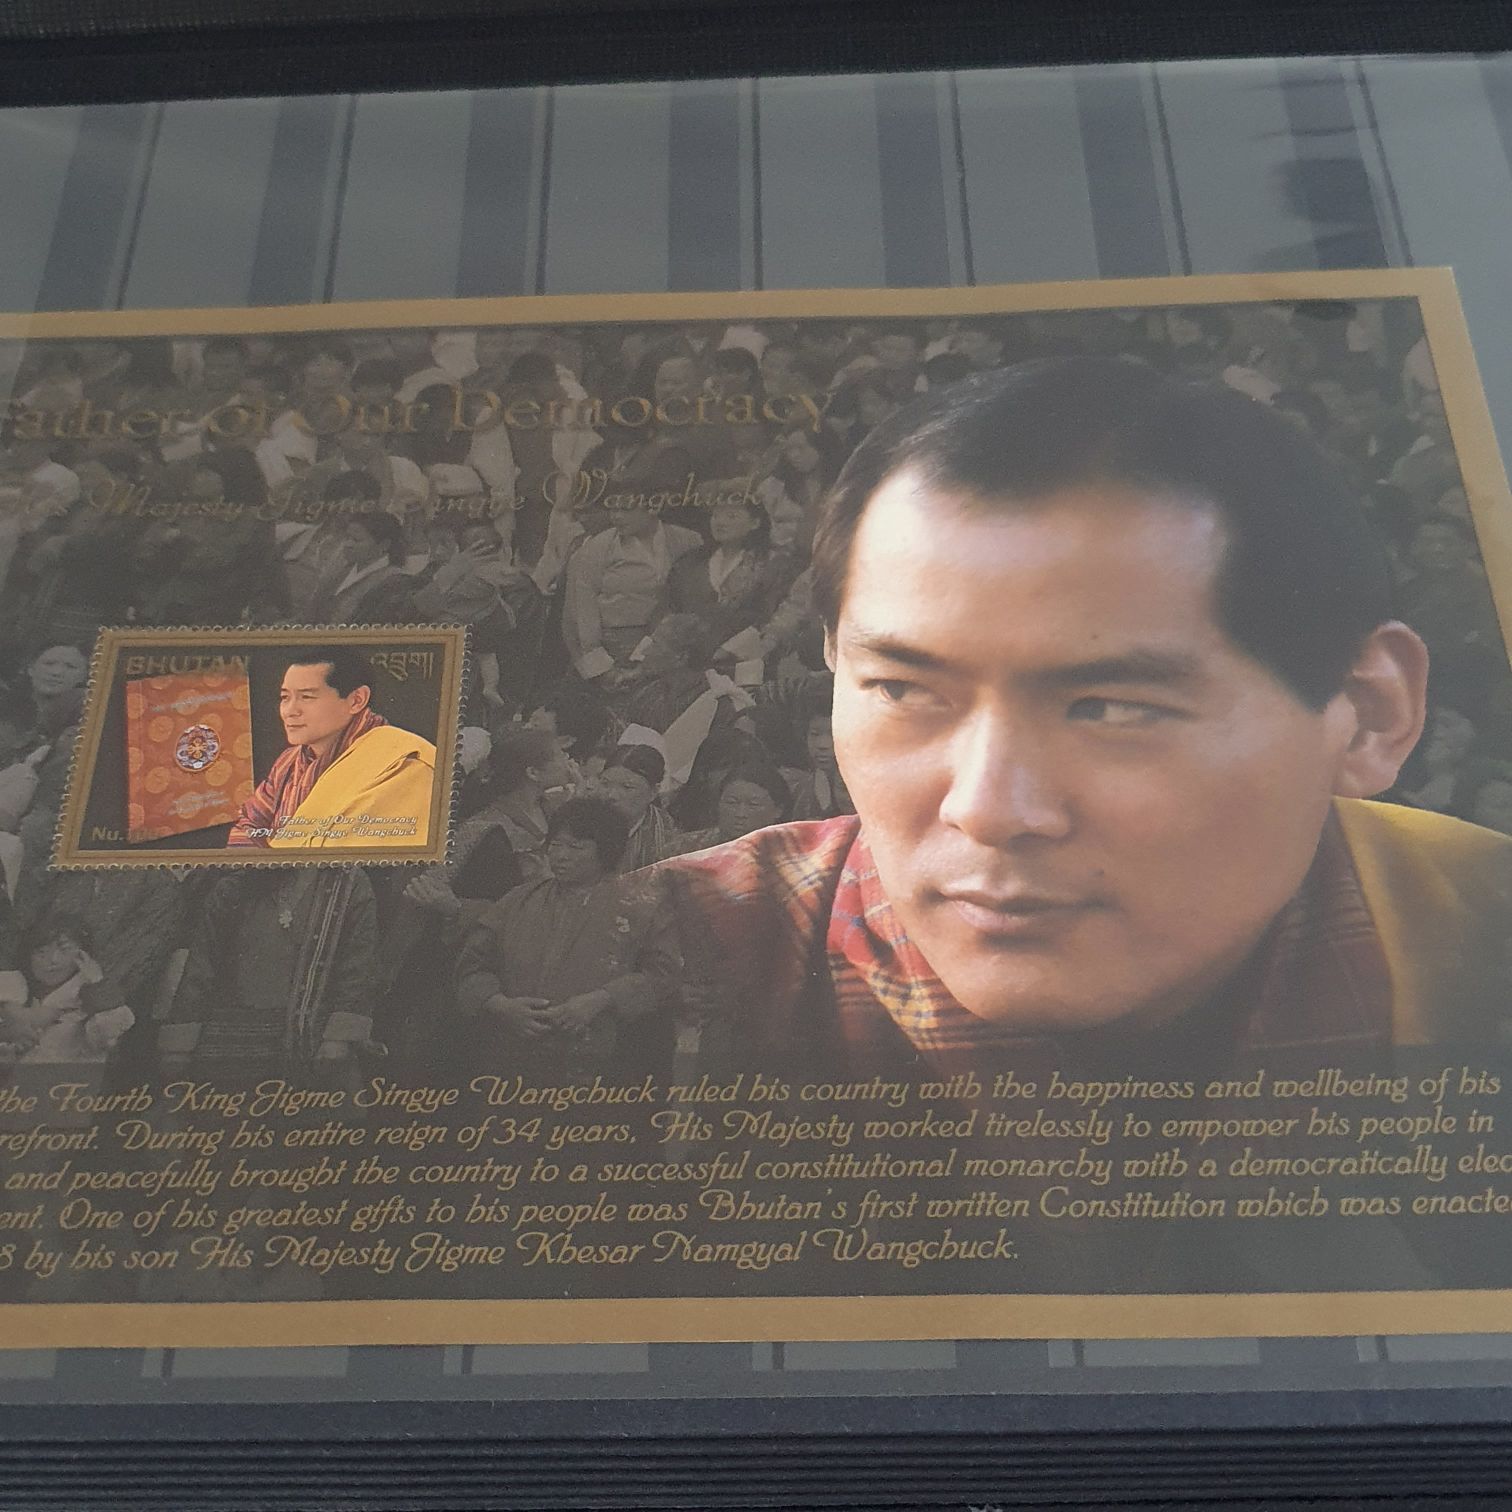 Father of Our Democracy
His Majesty Jigme Singye Wangchuck
BHUTAN
འབྲུག།
Father of Our Democracy
HM Jigme Singye Wangchuck
the Fourth King Jigme Singye Wangchuck ruled his country with the happiness and wellbeing of his
refront. During his entire reign of 34 years, His Majesty worked tirelessly to empower his people in
and peacefully brought the country to a successful constitutional monarchy with a democratically elec
ent. One of his greatest gifts to his people was Bhutan's first written Constitution which was enacte
8 by his son His Majesty Jigme Khesar Namgyal Wangchuck.